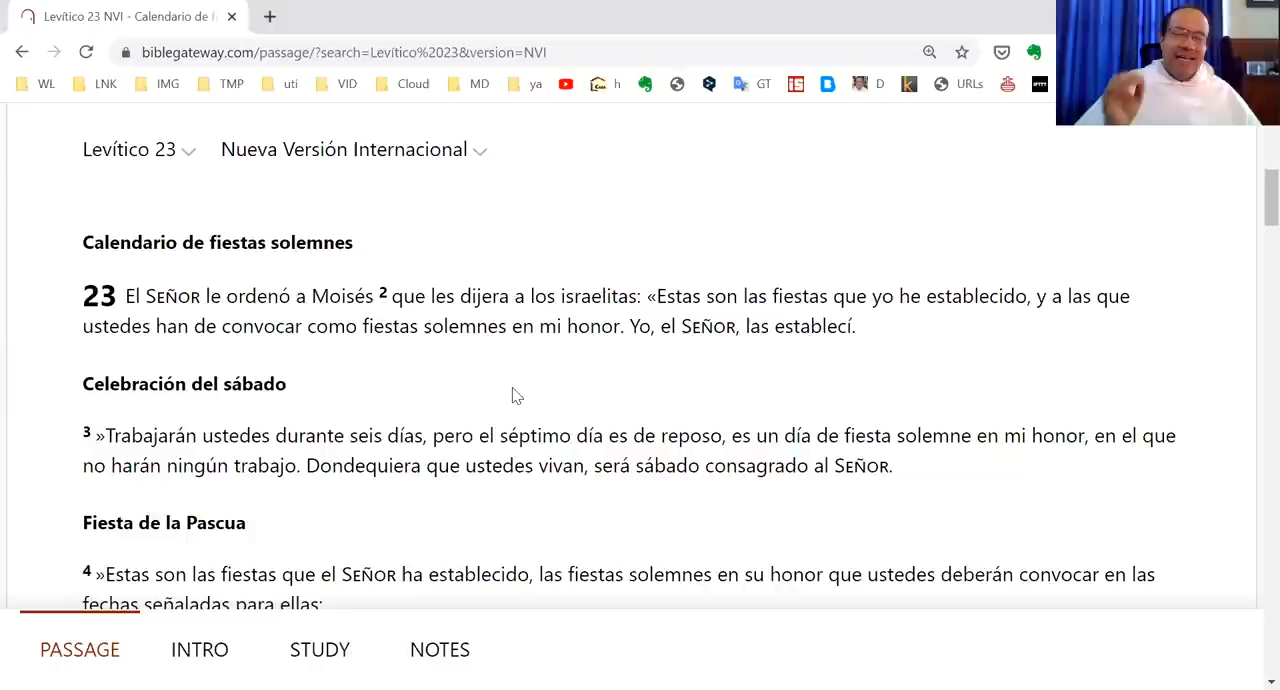 Levítico 23 NVI - Calendario de f
biblegateway.com/passage/?search=Levítico%2023&version=NVI
WL LNK IMG TMP uti VID Cloud MD ya h GT D URLs
Levítico 23 Nueva Versión Internacional
Calendario de fiestas solemnes
23 El SEÑOR le ordenó a Moisés 2 que les dijera a los israelitas: «Estas son las fiestas que yo he establecido, y a las que
ustedes han de convocar como fiestas solemnes en mi honor. Yo, el SEÑOR, las establecí.
Celebración del sábado
3 »Trabajarán ustedes durante seis días, pero el séptimo día es de reposo, es un día de fiesta solemne en mi honor, en el que
no harán ningún trabajo. Dondequiera que ustedes vivan, será sábado consagrado al SEÑOR.
Fiesta de la Pascua
4 »Estas son las fiestas que el SEÑOR ha establecido, las fiestas solemnes en su honor que ustedes deberán convocar en las
fechas señaladas para ellas:
PASSAGE INTRO STUDY NOTES